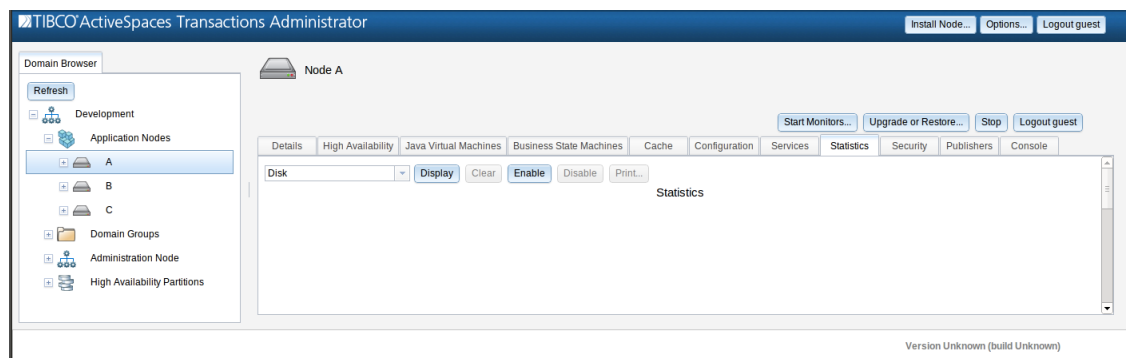 TIBCO® ActiveSpaces Transactions Administrator
Install Node... Options... Logout guest
Domain Browser
Refresh
Development
Application Nodes
A
B
C
Domain Groups
Administration Node
High Availability Partitions
Node A
Start Monitors... Upgrade or Restore... Stop Logout guest
Details High Availability Java Virtual Machines Business State Machines Cache Configuration Services Statistics Security Publishers Console
Disk Display Clear Enable Disable Print...
Statistics
Version Unknown (build Unknown)